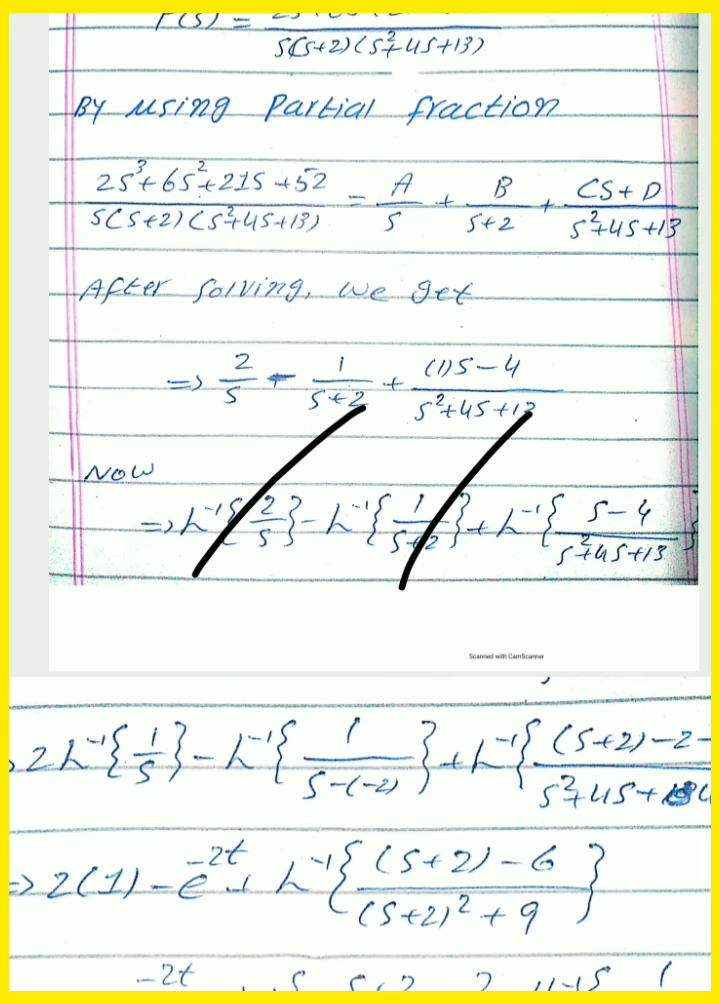 F(S) =
S(S+2)(S²+4S+13)
By using Partial fraction
2S³+6S²+21S+52 / S(S+2)(S²+4S+13) = A/S + B/S+2 + CS+D / S²+4S+13
After Solving, we get
=> 2/S - 1/S+2 + (1)S-4 / S²+4S+13
Now
=> L⁻¹{2/S} - L⁻¹{1/S+2} + L⁻¹{S-4 / S²+4S+13}
Scanned with CamScanner
2L⁻¹{1/S} - L⁻¹{1/S-(-2)} + L⁻¹{(S+2)-2- / S²+4S+
=> 2(1) - e⁻²ᵗ + L⁻¹{(S+2)-6 / (S+2)²+9}
-2t